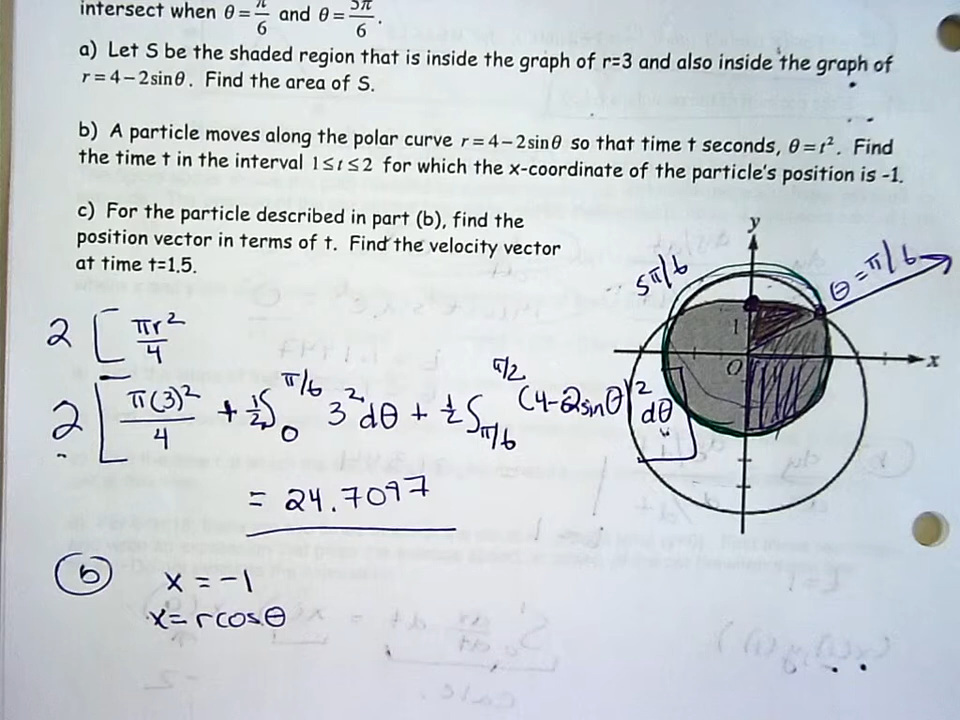 intersect when θ = π/6 and θ = 5π/6.
a) Let S be the shaded region that is inside the graph of r=3 and also inside the graph of
r = 4 – 2sinθ. Find the area of S.
b) A particle moves along the polar curve r = 4 – 2sinθ so that time t seconds, θ = t². Find
the time t in the interval 1 ≤ t ≤ 2 for which the x-coordinate of the particle's position is -1.
c) For the particle described in part (b), find the
position vector in terms of t. Find the velocity vector
at time t=1.5.
y
5π/6
θ = π/6
1
O
x
2 [ πr²/4
2 [ π(3)²/4 + ½ ∫₀^π/6 3² dθ + ½ ∫π/6^π/2 (4-2sinθ)² dθ ]
= 24.7097
(b) x = -1
x = r cos θ